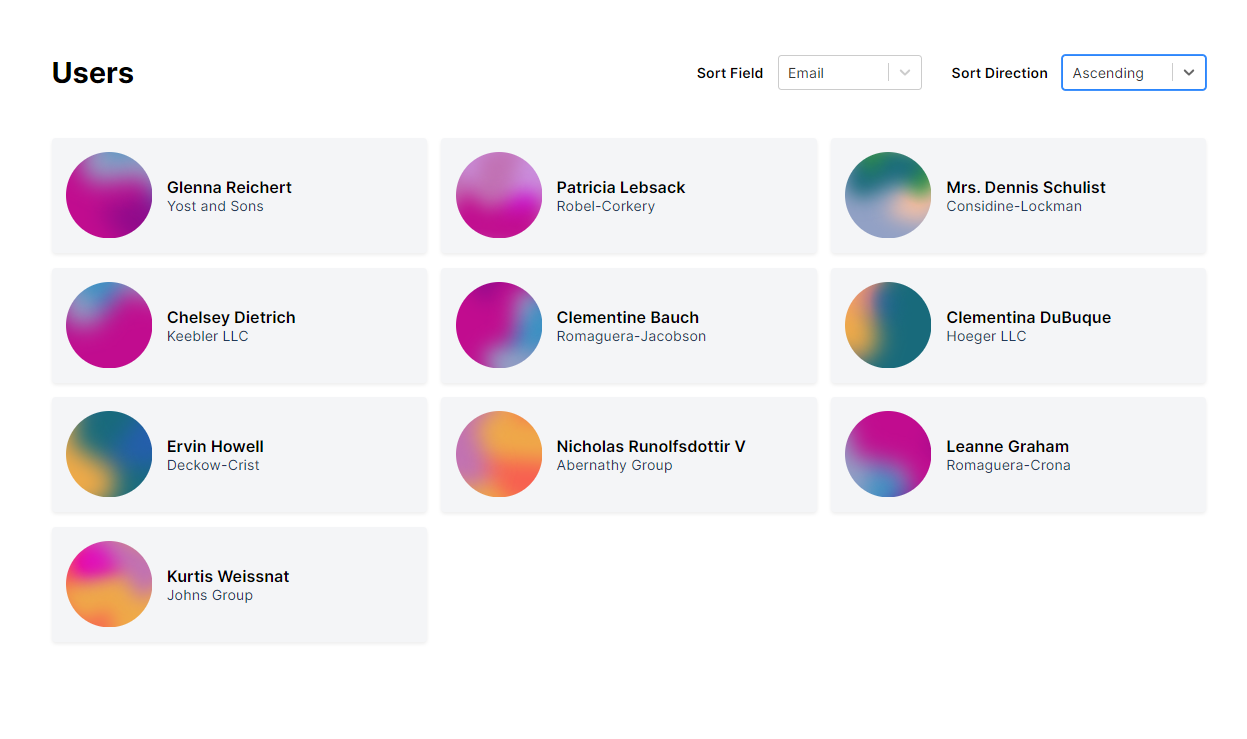 Users
Sort Field
Email
Sort Direction
Ascending
Glenna Reichert
Yost and Sons
Patricia Lebsack
Robel-Corkery
Mrs. Dennis Schulist
Considine-Lockman
Chelsey Dietrich
Keebler LLC
Clementine Bauch
Romaguera-Jacobson
Clementina DuBuque
Hoeger LLC
Ervin Howell
Deckow-Crist
Nicholas Runolfsdottir V
Abernathy Group
Leanne Graham
Romaguera-Crona
Kurtis Weissnat
Johns Group